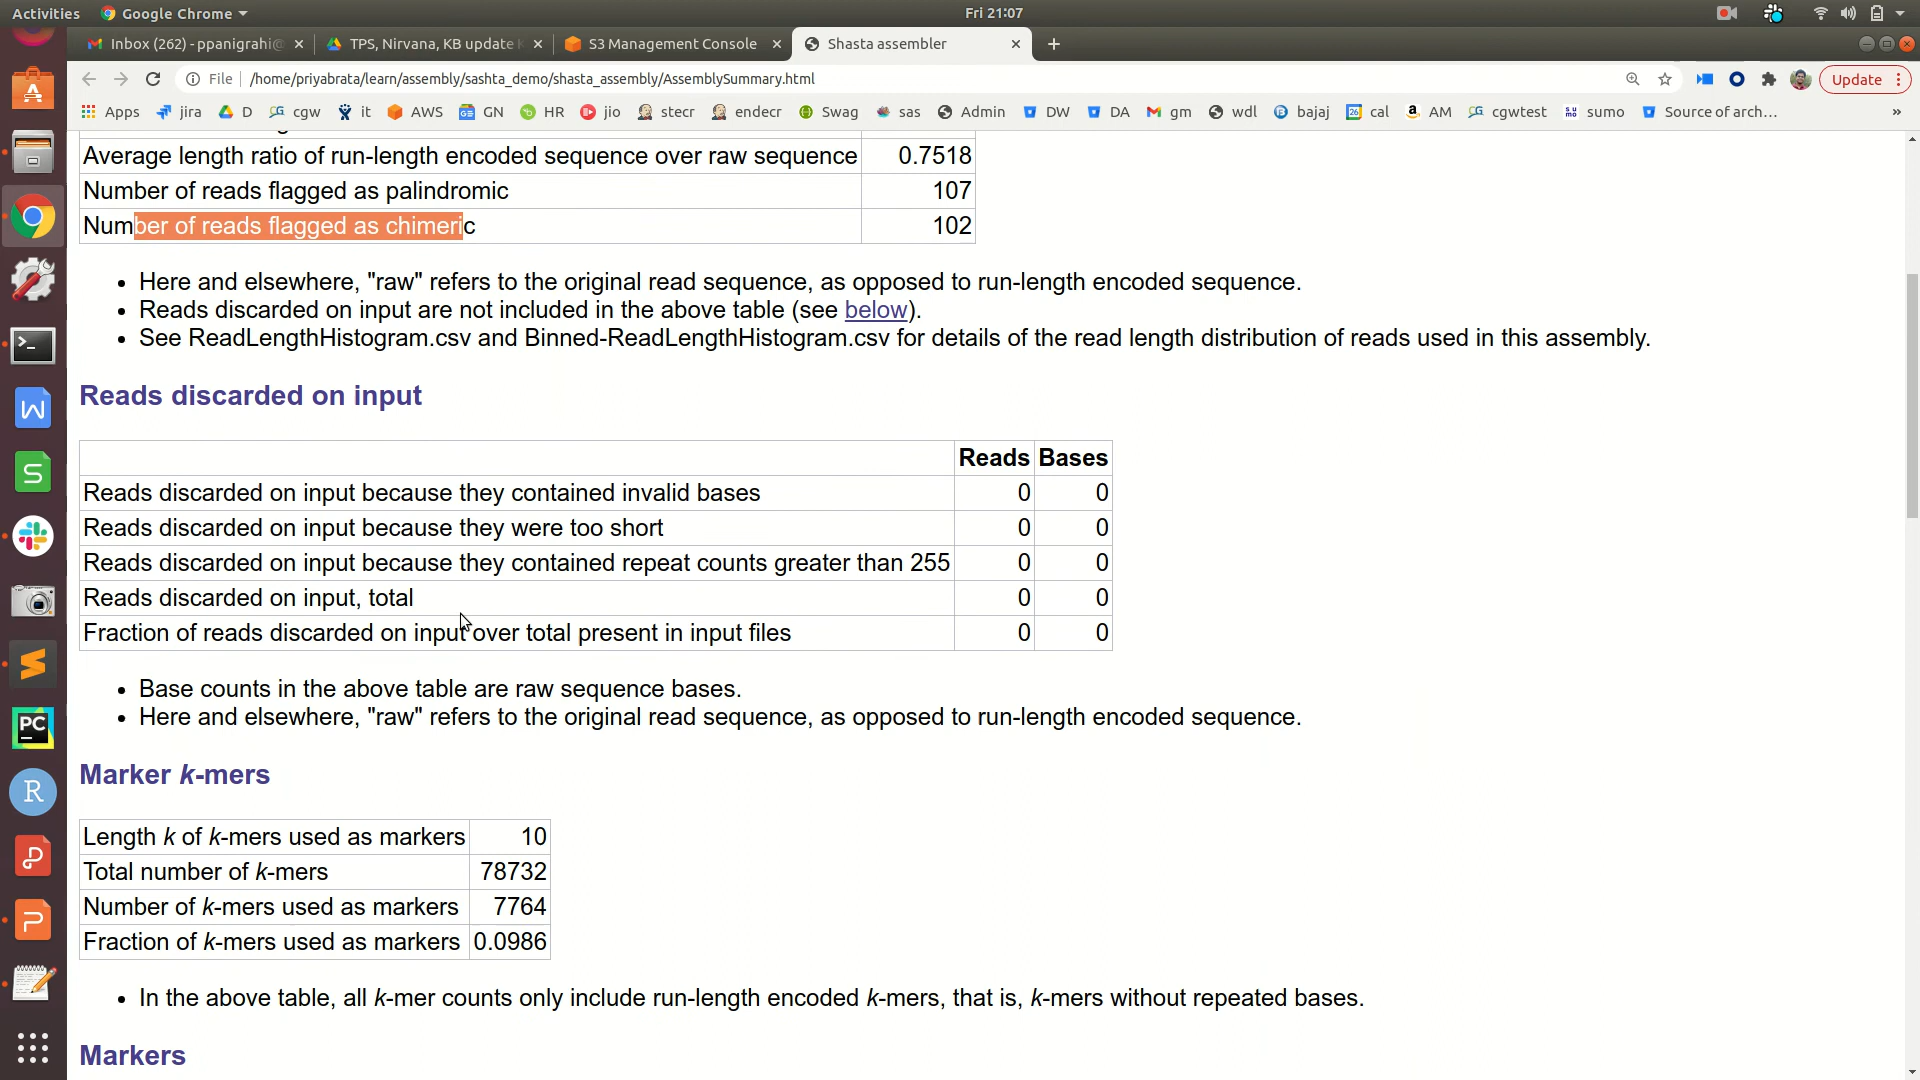 Activities Google Chrome Fri 21:07
Inbox (262) - ppanigrahi@ TPS, Nirvana, KB update S3 Management Console Shasta assembler
File /home/priyabrata/learn/assembly/sashta_demo/shasta_assembly/AssemblySummary.html Update
Apps jira D cgw it AWS GN HR jio stecr endecr Swag sas Admin DW DA gm wdl bajaj cal AM cgwtest sumo Source of arch... »
Average length ratio of run-length encoded sequence over raw sequence 0.7518
Number of reads flagged as palindromic 107
Number of reads flagged as chimeric 102
• Here and elsewhere, "raw" refers to the original read sequence, as opposed to run-length encoded sequence.
• Reads discarded on input are not included in the above table (see below).
• See ReadLengthHistogram.csv and Binned-ReadLengthHistogram.csv for details of the read length distribution of reads used in this assembly.
Reads discarded on input
Reads Bases
Reads discarded on input because they contained invalid bases 0 0
Reads discarded on input because they were too short 0 0
Reads discarded on input because they contained repeat counts greater than 255 0 0
Reads discarded on input, total 0 0
Fraction of reads discarded on input over total present in input files 0 0
• Base counts in the above table are raw sequence bases.
• Here and elsewhere, "raw" refers to the original read sequence, as opposed to run-length encoded sequence.
Marker k-mers
Length k of k-mers used as markers 10
Total number of k-mers 78732
Number of k-mers used as markers 7764
Fraction of k-mers used as markers 0.0986
• In the above table, all k-mer counts only include run-length encoded k-mers, that is, k-mers without repeated bases.
Markers